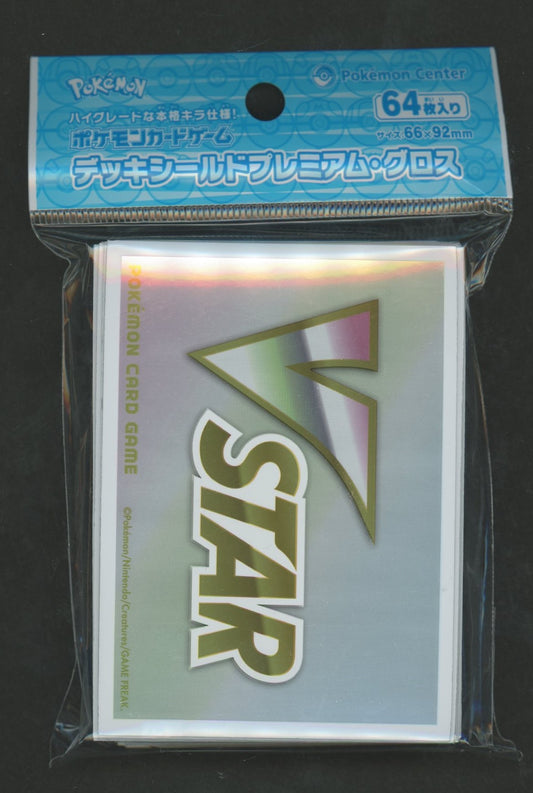 POKéMON
Pokémon Center
ハイグレードな本格キラ仕様!
ポケモンカードゲーム
64枚入り
まい い
サイズ 66×92mm
デッキシールドプレミアム・グロス
POKÉMON CARD GAME
V
STAR
©Pokémon/Nintendo/Creatures/GAME FREAK.